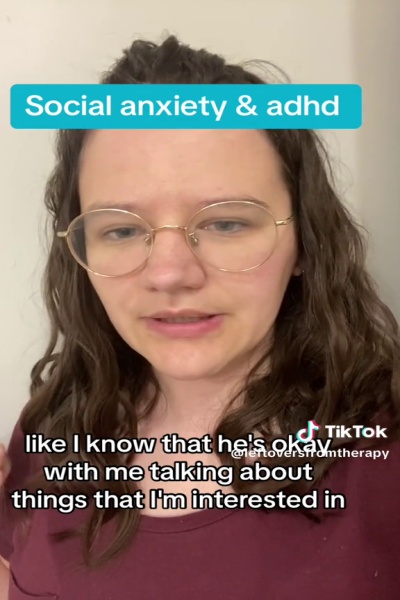 Social anxiety & adhd
like I know that he's okay
TikTok
@leftoversfromtherapy
with me talking about
things that I'm interested in